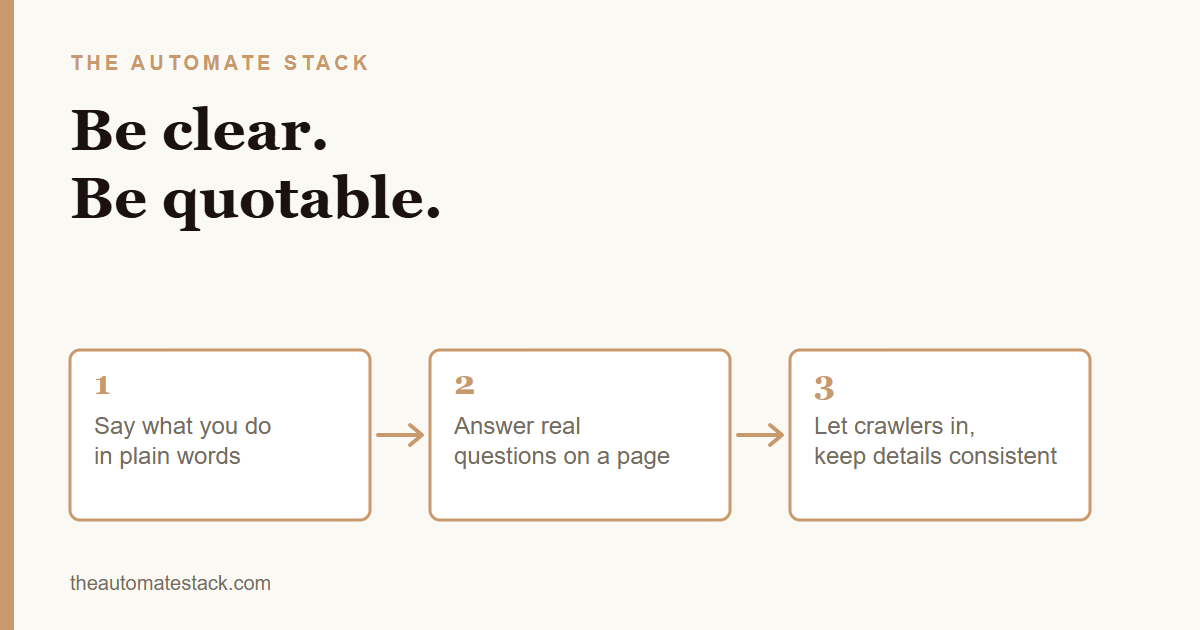 THE AUTOMATE STACK
Be clear.
Be quotable.
1
Say what you do
in plain words
2
Answer real
questions on a page
3
Let crawlers in,
keep details consistent
theautomatestack.com